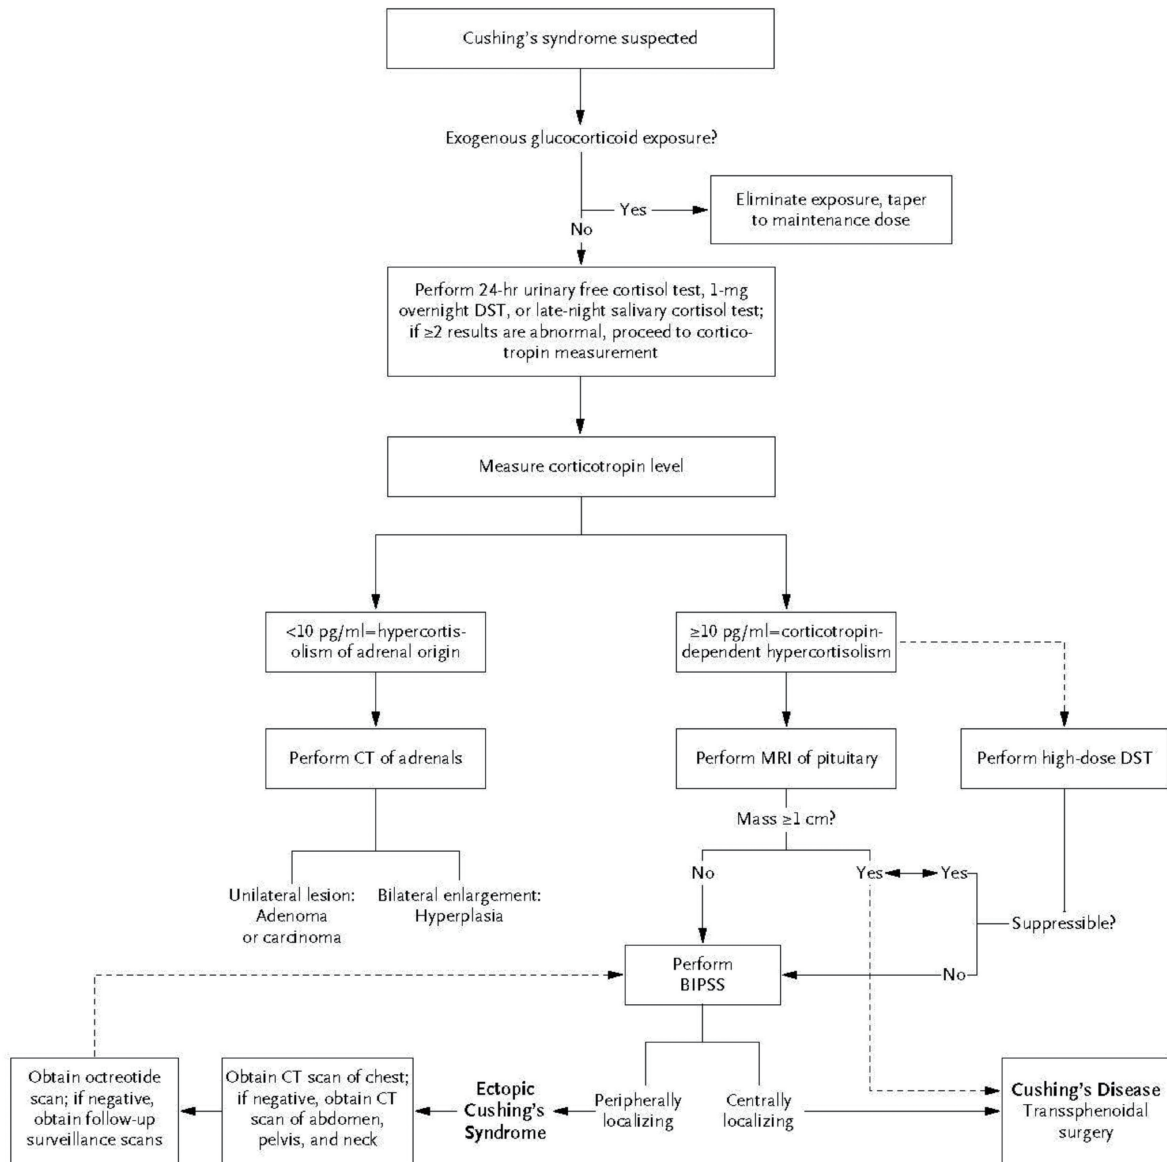 Cushing's syndrome suspected
Exogenous glucocorticoid exposure?
Yes
Eliminate exposure, taper
to maintenance dose
No
Perform 24-hr urinary free cortisol test, 1-mg
overnight DST, or late-night salivary cortisol test;
if ≥2 results are abnormal, proceed to cortico-
tropin measurement
Measure corticotropin level
<10 pg/ml=hypercortis-
olism of adrenal origin
≥10 pg/ml=corticotropin-
dependent hypercortisolism
Perform CT of adrenals
Perform MRI of pituitary
Perform high-dose DST
Mass ≥1 cm?
No
Yes
Yes
Unilateral lesion:
Adenoma
or carcinoma
Bilateral enlargement:
Hyperplasia
Suppressible?
Perform
BIPSS
No
Obtain octreotide
scan; if negative,
obtain follow-up
surveillance scans
Obtain CT scan of chest;
if negative, obtain CT
scan of abdomen,
pelvis, and neck
Ectopic
Cushing's
Syndrome
Peripherally
localizing
Centrally
localizing
Cushing's Disease
Transsphenoidal
surgery